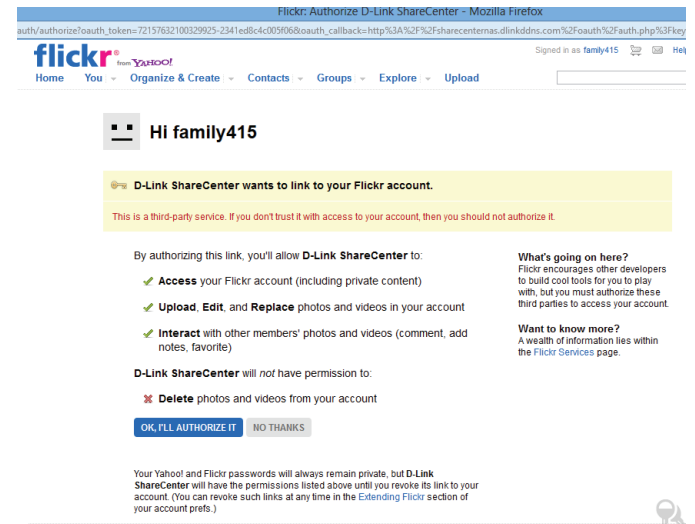 Flickr: Authorize D-Link ShareCenter - Mozilla Firefox
auth/authorize?oauth_token=72157632100329925-2341ed8c4c005f06&oauth_callback=http%3A%2F%2Fsharecenternas.dlinkddns.com%2Foauth%2Fauth.php%3Fkey
flickr® from YAHOO!
Signed in as family415 Help
Home You Organize & Create Contacts Groups Explore Upload
Hi family415
D-Link ShareCenter wants to link to your Flickr account.
This is a third-party service. If you don't trust it with access to your account, then you should not authorize it.
By authorizing this link, you'll allow D-Link ShareCenter to:
Access your Flickr account (including private content)
Upload, Edit, and Replace photos and videos in your account
Interact with other members' photos and videos (comment, add
notes, favorite)
D-Link ShareCenter will not have permission to:
Delete photos and videos from your account
OK, I'LL AUTHORIZE IT NO THANKS
Your Yahoo! and Flickr passwords will always remain private, but D-Link
ShareCenter will have the permissions listed above until you revoke its link to your
account. (You can revoke such links at any time in the Extending Flickr section of
your account prefs.)
What's going on here?
Flickr encourages other developers
to build cool tools for you to play
with, but you must authorize these
third parties to access your account.
Want to know more?
A wealth of information lies within
the Flickr Services page.